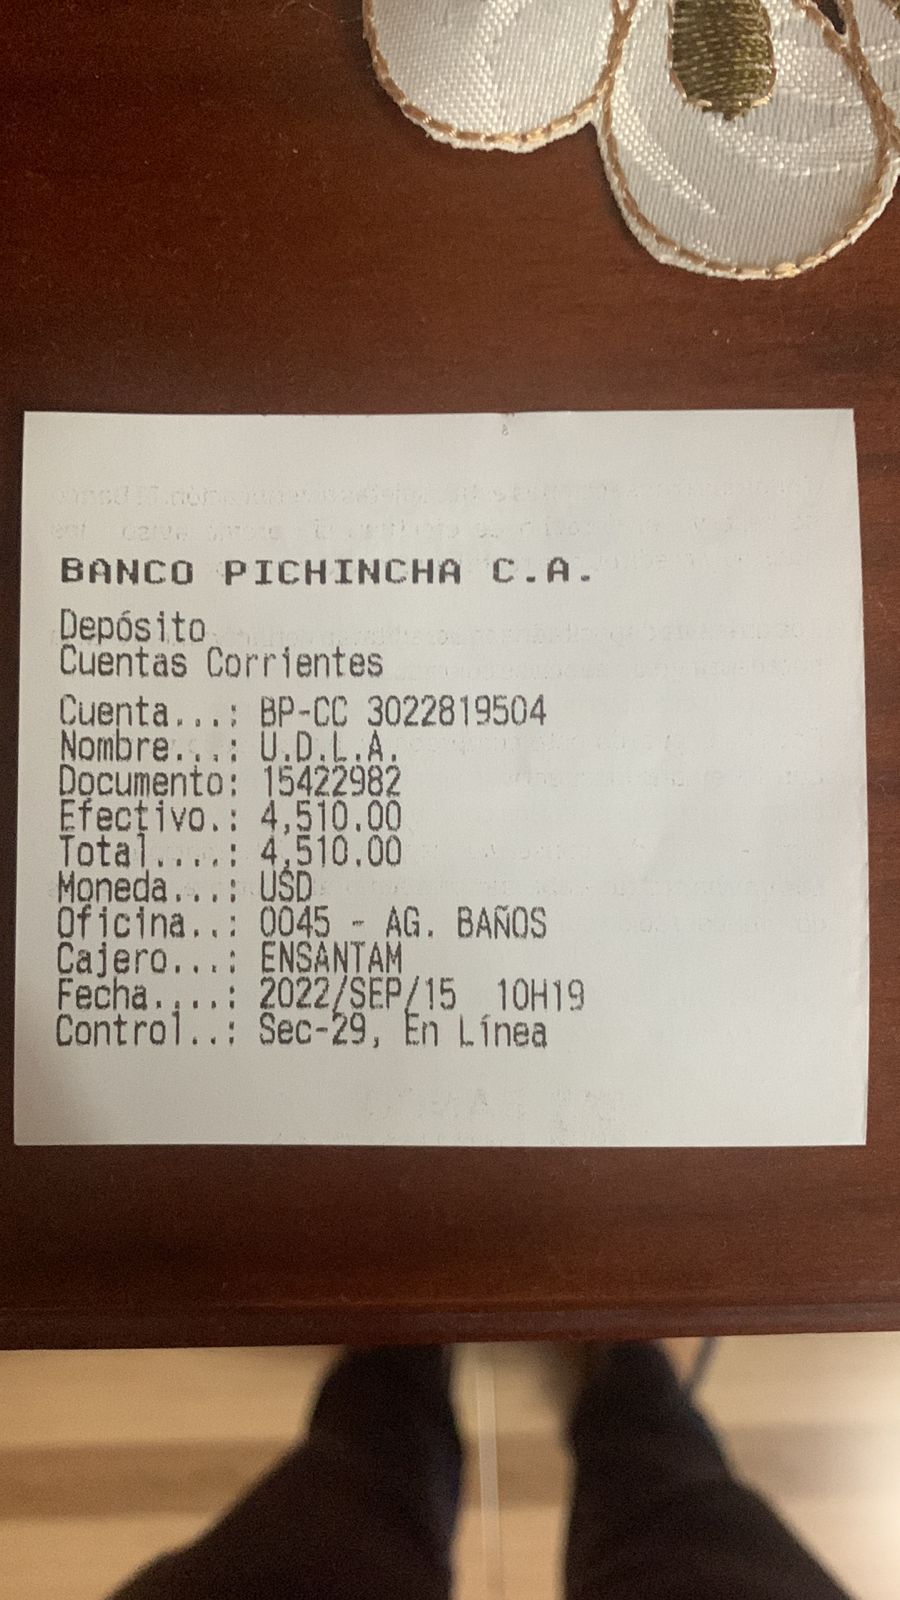 BANCO PICHINCHA C.A.
Depósito
Cuentas Corrientes
Cuenta...: BP-CC 3022819504
Nombre...: U.D.L.A.
Documento: 15422982
Efectivo.: 4,510.00
Total....: 4,510.00
Moneda...: USD
Oficina..: 0045 - AG. BAÑOS
Cajero...: ENSANTAM
Fecha....: 2022/SEP/15  10H19
Control..: Sec-29, En Línea